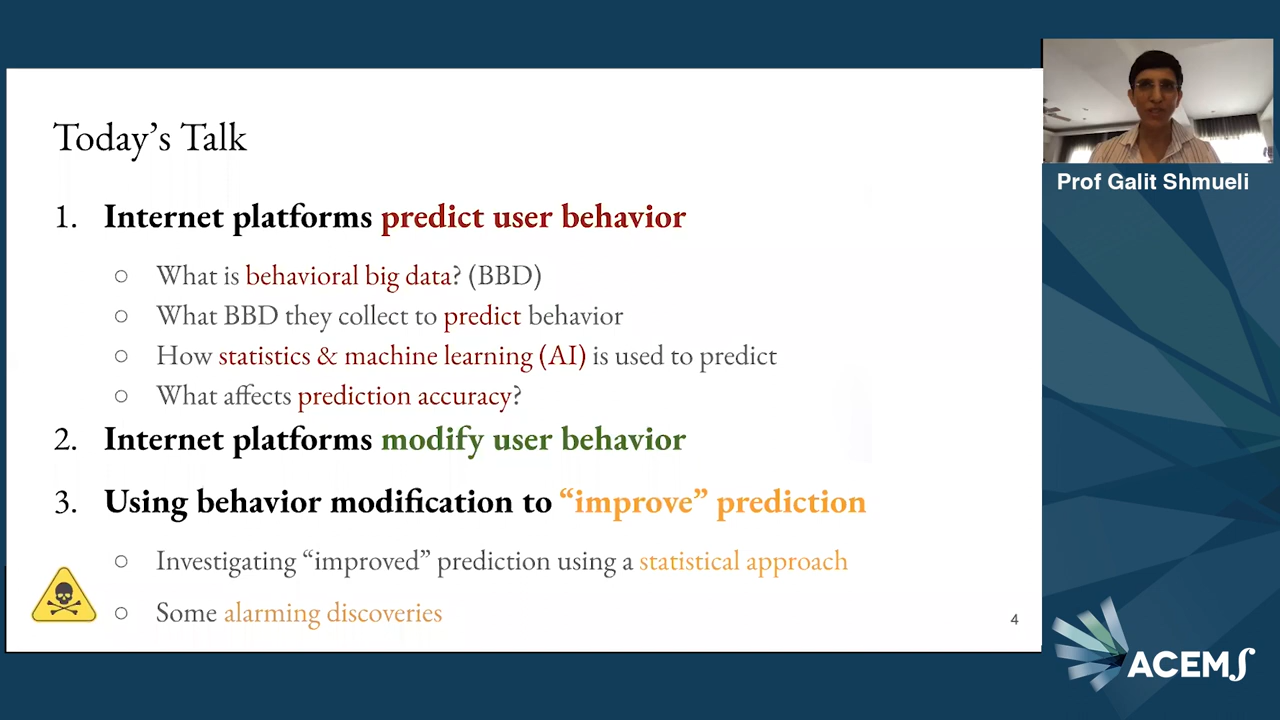 Today's Talk
1. Internet platforms predict user behavior
○ What is behavioral big data? (BBD)
○ What BBD they collect to predict behavior
○ How statistics & machine learning (AI) is used to predict
○ What affects prediction accuracy?
2. Internet platforms modify user behavior
3. Using behavior modification to “improve” prediction
○ Investigating “improved” prediction using a statistical approach
○ Some alarming discoveries
4
Prof Galit Shmueli
ACEMS